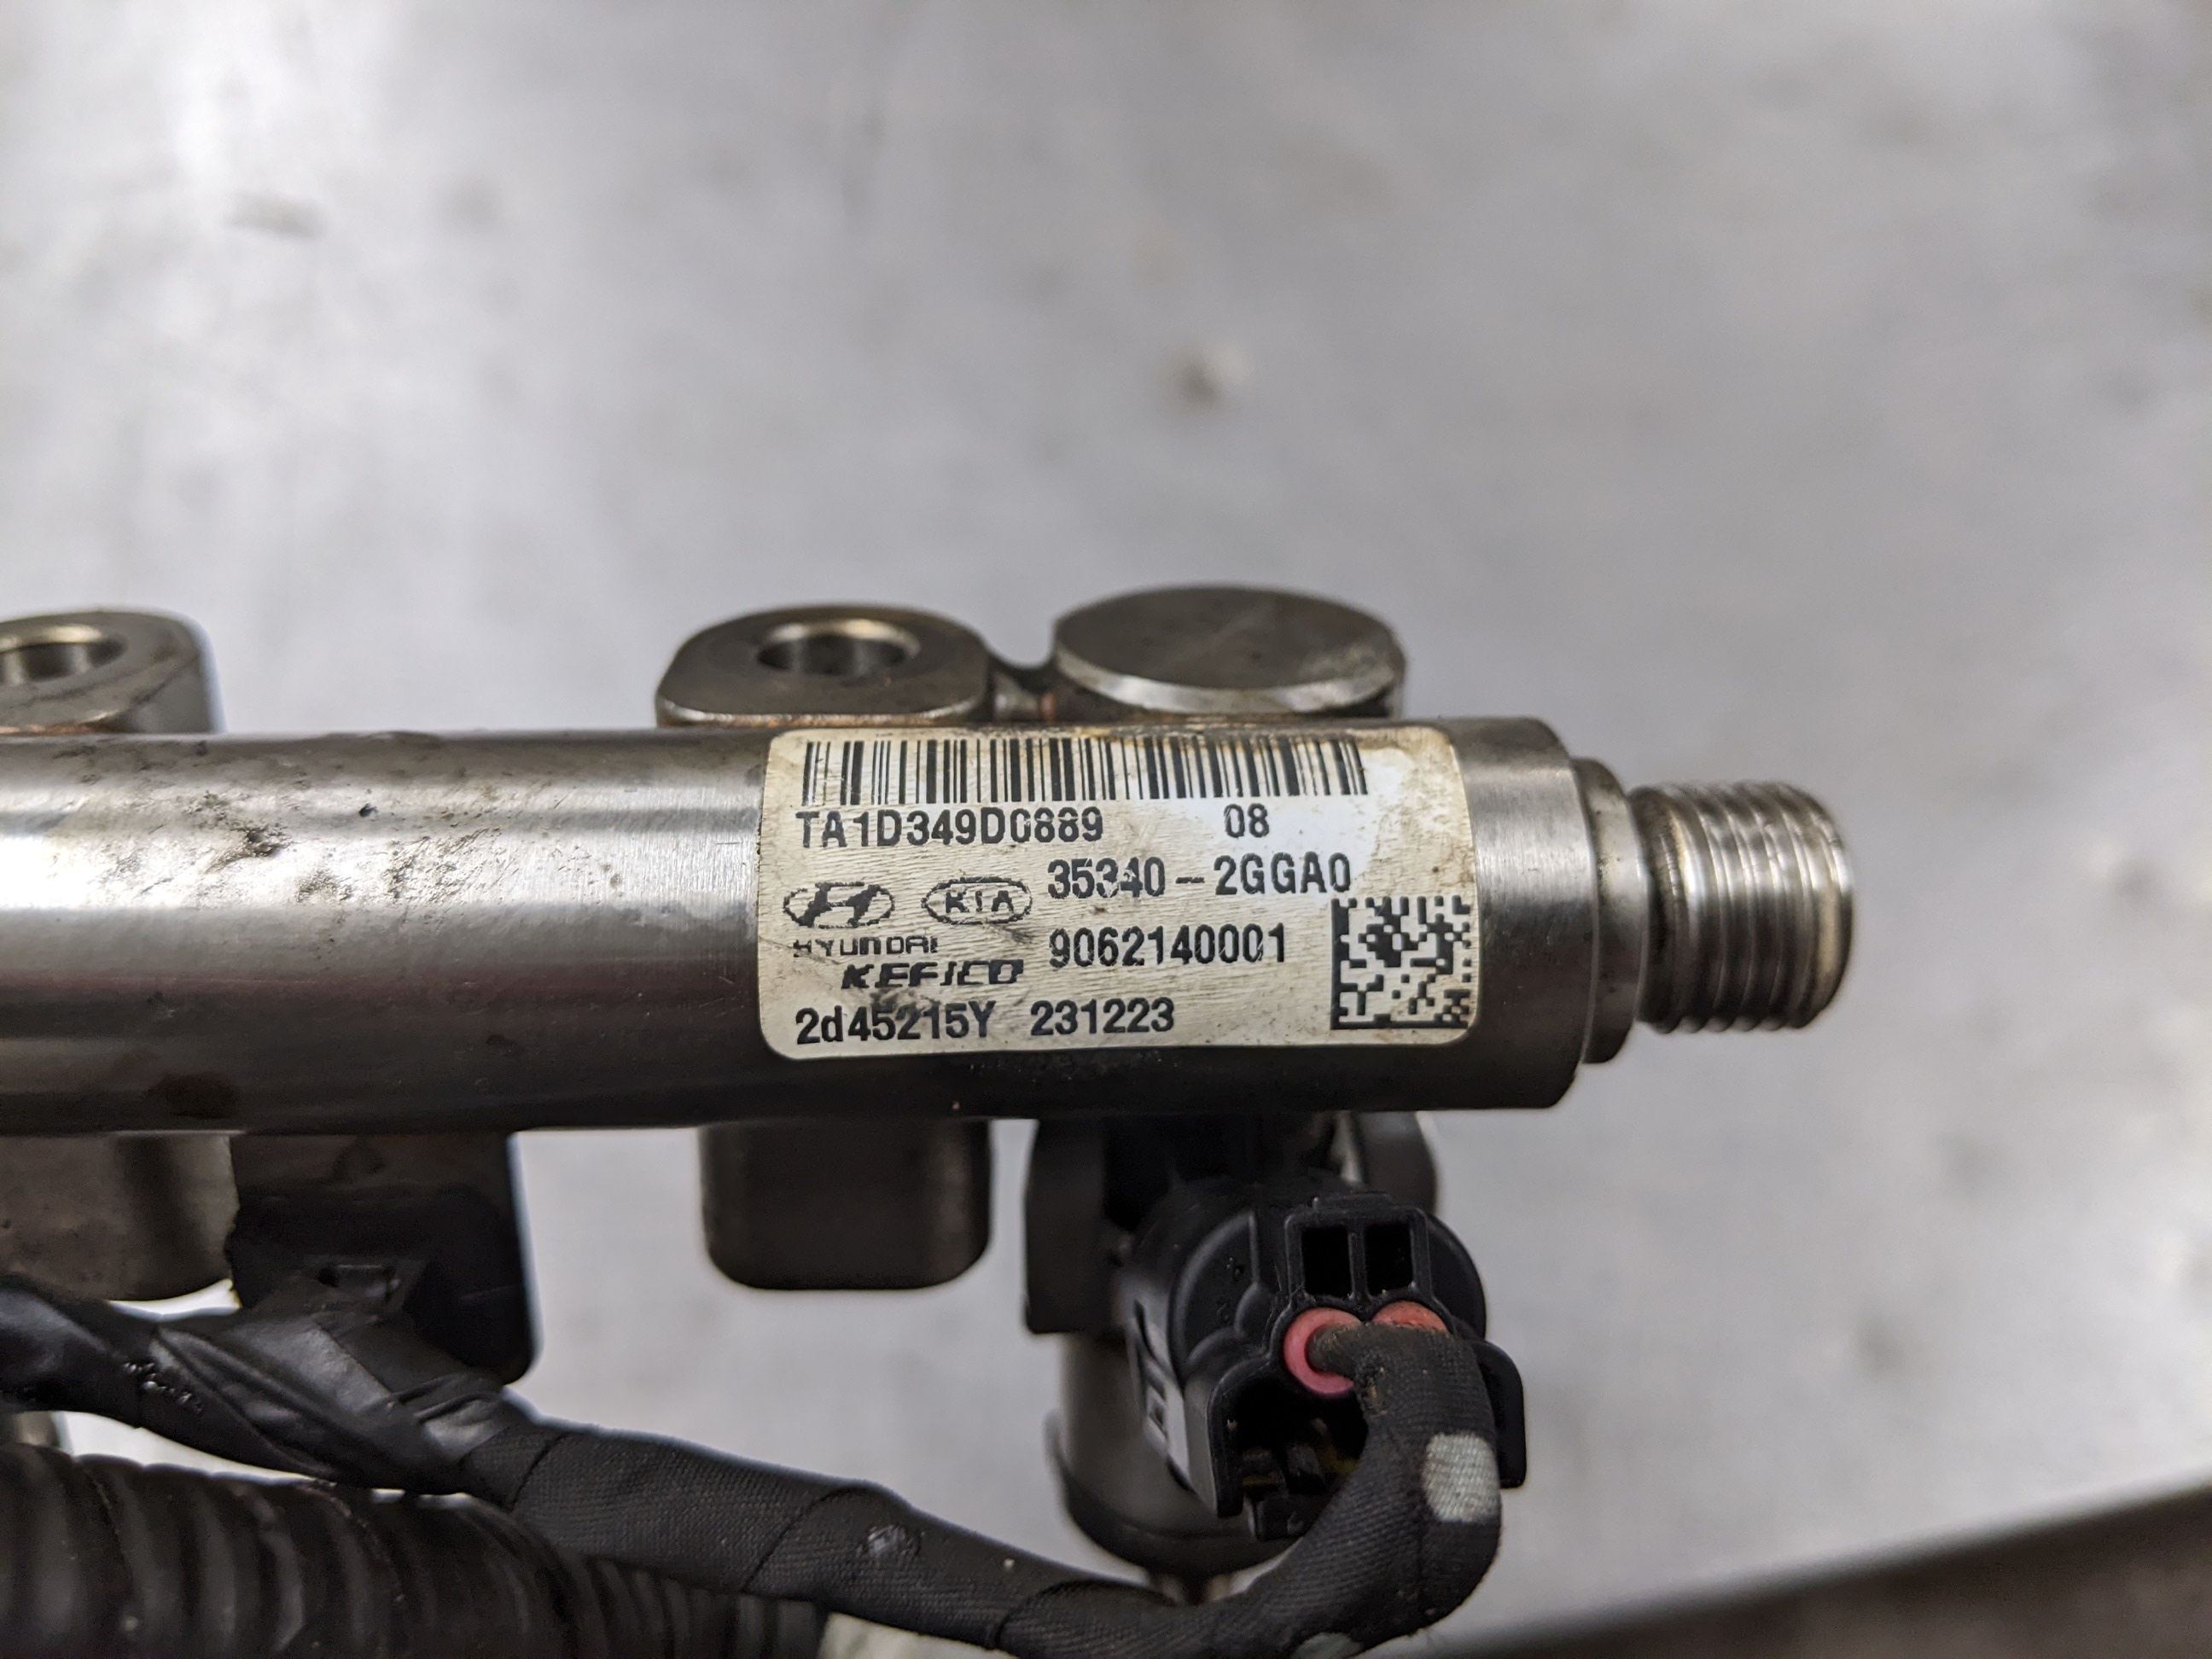 TA1D349D0889 08
KIA 35340-2GGA0
HYUNDAI 9062140001
KEFICO
2d45215Y 231223